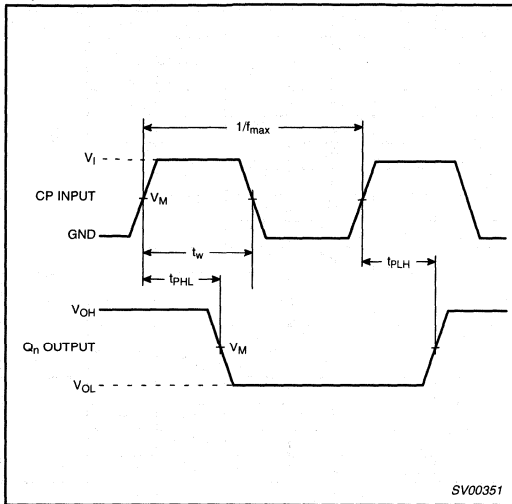 1/fmax
VI
CP INPUT
VM
GND
tw
tPHL
tPLH
VOH
Qn OUTPUT
VM
VOL
SV00351